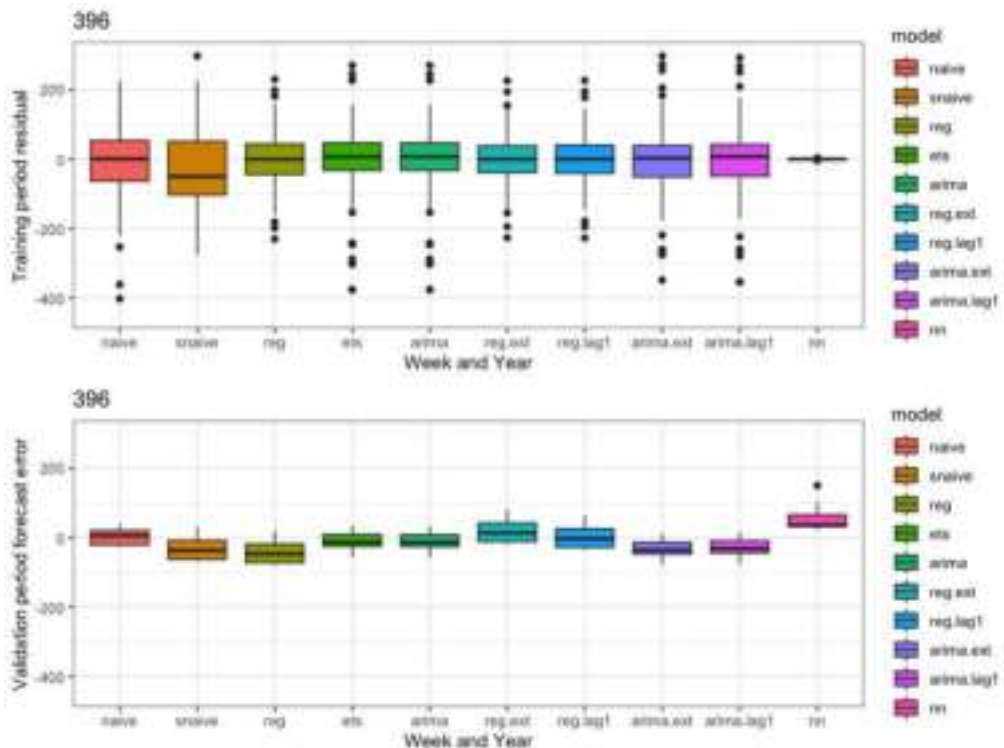 396
Training period residual
200
0
-200
-400
naive snaive reg ets arima reg.ext reg.lag1 arima.ext arima.lag1 nn
Week and Year
model
naive
snaive
reg
ets
arima
reg.ext
reg.lag1
arima.ext
arima.lag1
nn
396
Validation period forecast error
200
0
-200
-400
naive snaive reg ets arima reg.ext reg.lag1 arima.ext arima.lag1 nn
Week and Year
model
naive
snaive
reg
ets
arima
reg.ext
reg.lag1
arima.ext
arima.lag1
nn